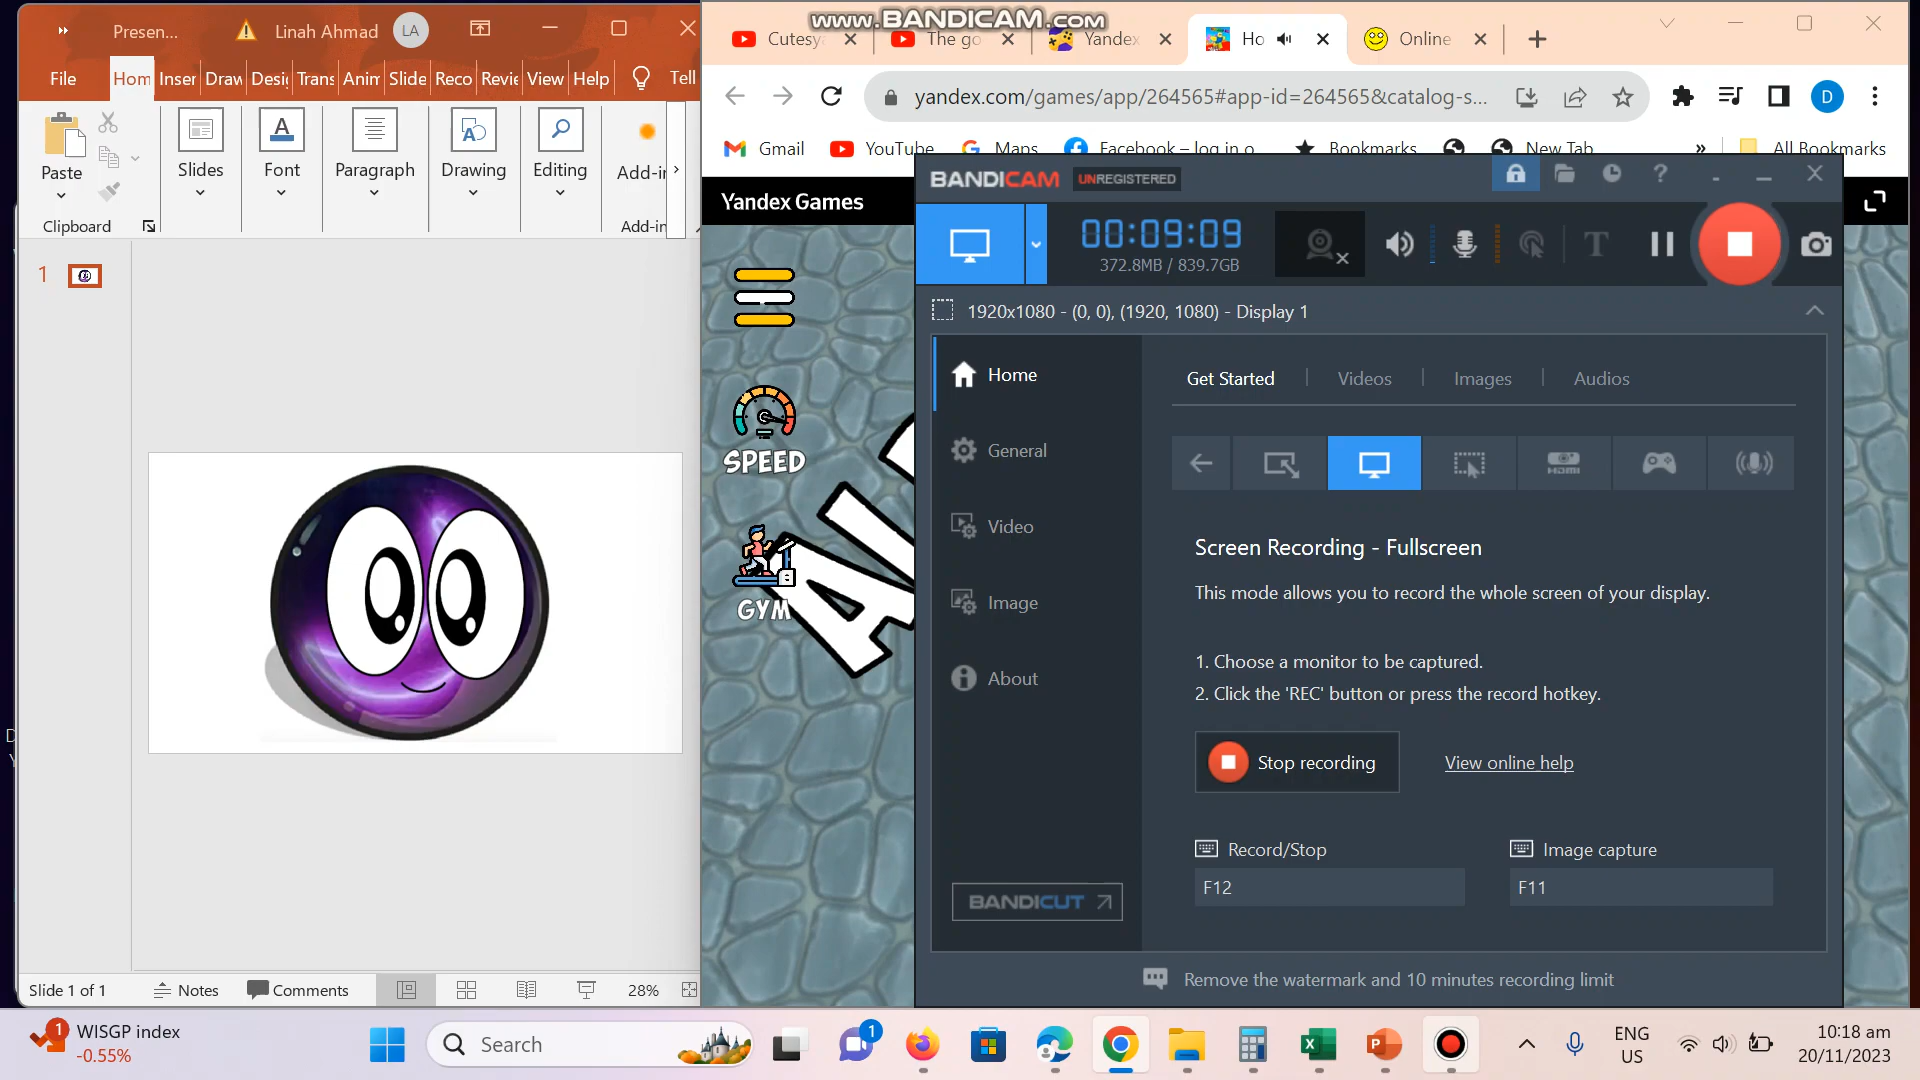 www.BANDICAM.com
Presen...
Linah Ahmad
LA
File
Hom
Inser
Draw
Desig
Trans
Anim
Slide
Reco
Revie
View
Help
Tell
Paste
Slides
Font
Paragraph
Drawing
Editing
Add-in
Clipboard
Add-in
1
Slide 1 of 1
Notes
Comments
28%
Cutesy
The go
Yandex
Ho
Online
yandex.com/games/app/264565#app-id=264565&catalog-s...
D
Gmail
YouTube
Maps
Facebook – log in o
Bookmarks
New Tab
»
All Bookmarks
Yandex Games
SPEED
GYM
BANDICAM
UNREGISTERED
00:09:09
372.8MB / 839.7GB
1920x1080 - (0, 0), (1920, 1080) - Display 1
Home
General
Video
Image
About
BANDICUT
Get Started
Videos
Images
Audios
HDMI
Screen Recording - Fullscreen
This mode allows you to record the whole screen of your display.
1. Choose a monitor to be captured.
2. Click the 'REC' button or press the record hotkey.
Stop recording
View online help
Record/Stop
F12
Image capture
F11
Remove the watermark and 10 minutes recording limit
1
WISGP index
-0.55%
Search
1
ENG
US
10:18 am
20/11/2023